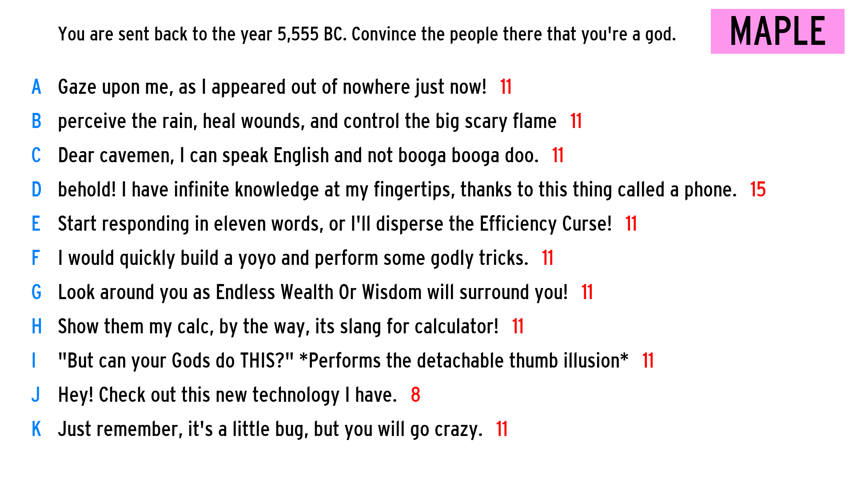 You are sent back to the year 5,555 BC. Convince the people there that you're a god.
MAPLE
A Gaze upon me, as I appeared out of nowhere just now! 11
B perceive the rain, heal wounds, and control the big scary flame 11
C Dear cavemen, I can speak English and not booga booga doo. 11
D behold! I have infinite knowledge at my fingertips, thanks to this thing called a phone. 15
E Start responding in eleven words, or I'll disperse the Efficiency Curse! 11
F I would quickly build a yoyo and perform some godly tricks. 11
G Look around you as Endless Wealth Or Wisdom will surround you! 11
H Show them my calc, by the way, its slang for calculator! 11
I "But can your Gods do THIS?" *Performs the detachable thumb illusion* 11
J Hey! Check out this new technology I have. 8
K Just remember, it's a little bug, but you will go crazy. 11